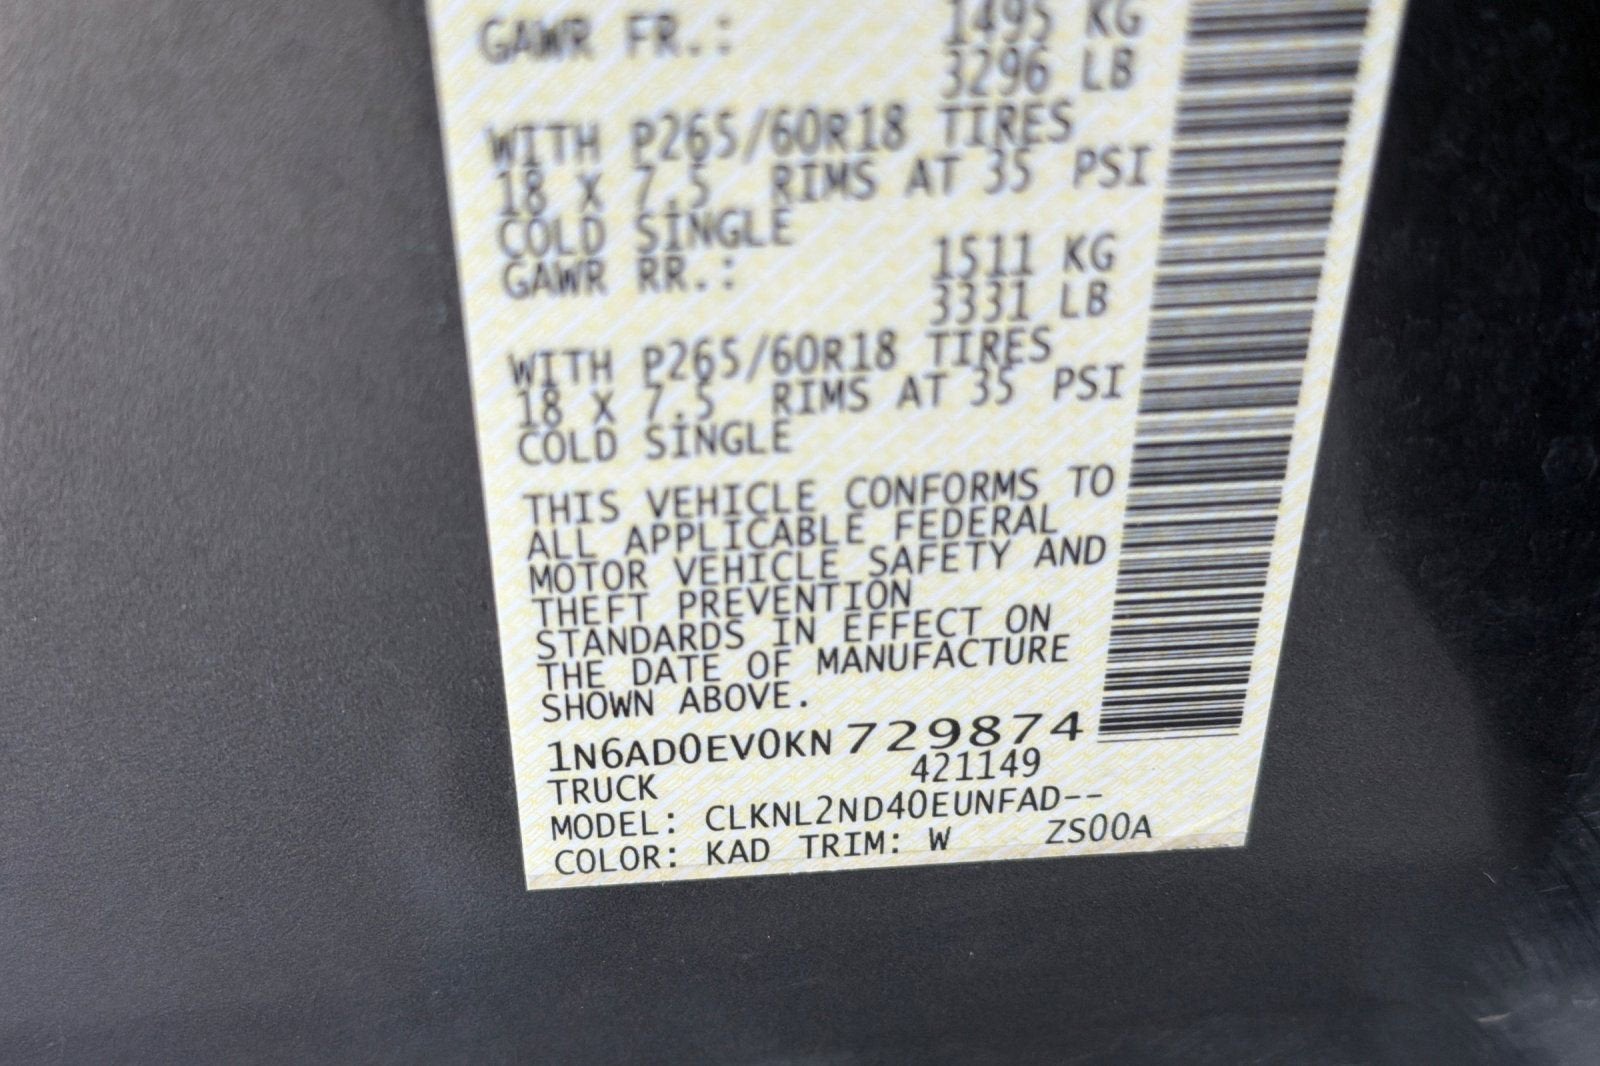 GAWR FR.: 1495 KG
3296 LB
WITH P265/60R18 TIRES
18 X 7.5 RIMS AT 35 PSI
COLD SINGLE
GAWR RR.: 1511 KG
3331 LB
WITH P265/60R18 TIRES
18 X 7.5 RIMS AT 35 PSI
COLD SINGLE
THIS VEHICLE CONFORMS TO
ALL APPLICABLE FEDERAL
MOTOR VEHICLE SAFETY AND
THEFT PREVENTION
STANDARDS IN EFFECT ON
THE DATE OF MANUFACTURE
SHOWN ABOVE.
1N6AD0EV0KN729874
TRUCK 421149
MODEL: CLKNL2ND40EUNFAD--
COLOR: KAD TRIM: W ZS00A